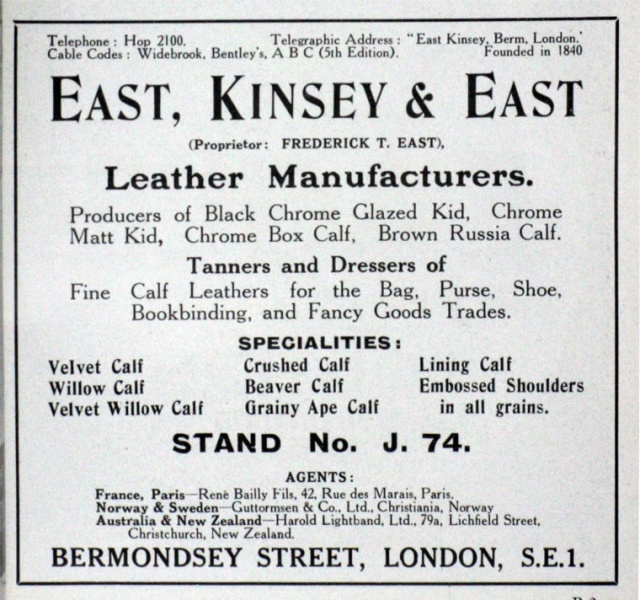 Telephone : Hop 2100. Telegraphic Address : "East Kinsey, Berm, London."
Cable Codes : Widebrook, Bentley's, A B C (5th Edition). Founded in 1840
EAST, KINSEY & EAST
(Proprietor: FREDERICK T. EAST),
Leather Manufacturers.
Producers of Black Chrome Glazed Kid, Chrome
Matt Kid, Chrome Box Calf, Brown Russia Calf.
Tanners and Dressers of
Fine Calf Leathers for the Bag, Purse, Shoe,
Bookbinding, and Fancy Goods Trades.
SPECIALITIES:
Velvet Calf Crushed Calf Lining Calf
Willow Calf Beaver Calf Embossed Shoulders
Velvet Willow Calf Grainy Ape Calf in all grains.
STAND No. J. 74.
AGENTS:
France, Paris—Renè Bailly Fils, 42, Rue des Marais, Paris.
Norway & Sweden—Guttormsen & Co., Ltd., Christiania, Norway
Australia & New Zealand—Harold Lightband, Ltd., 79a, Lichfield Street,
Christchurch, New Zealand.
BERMONDSEY STREET, LONDON, S.E.1.